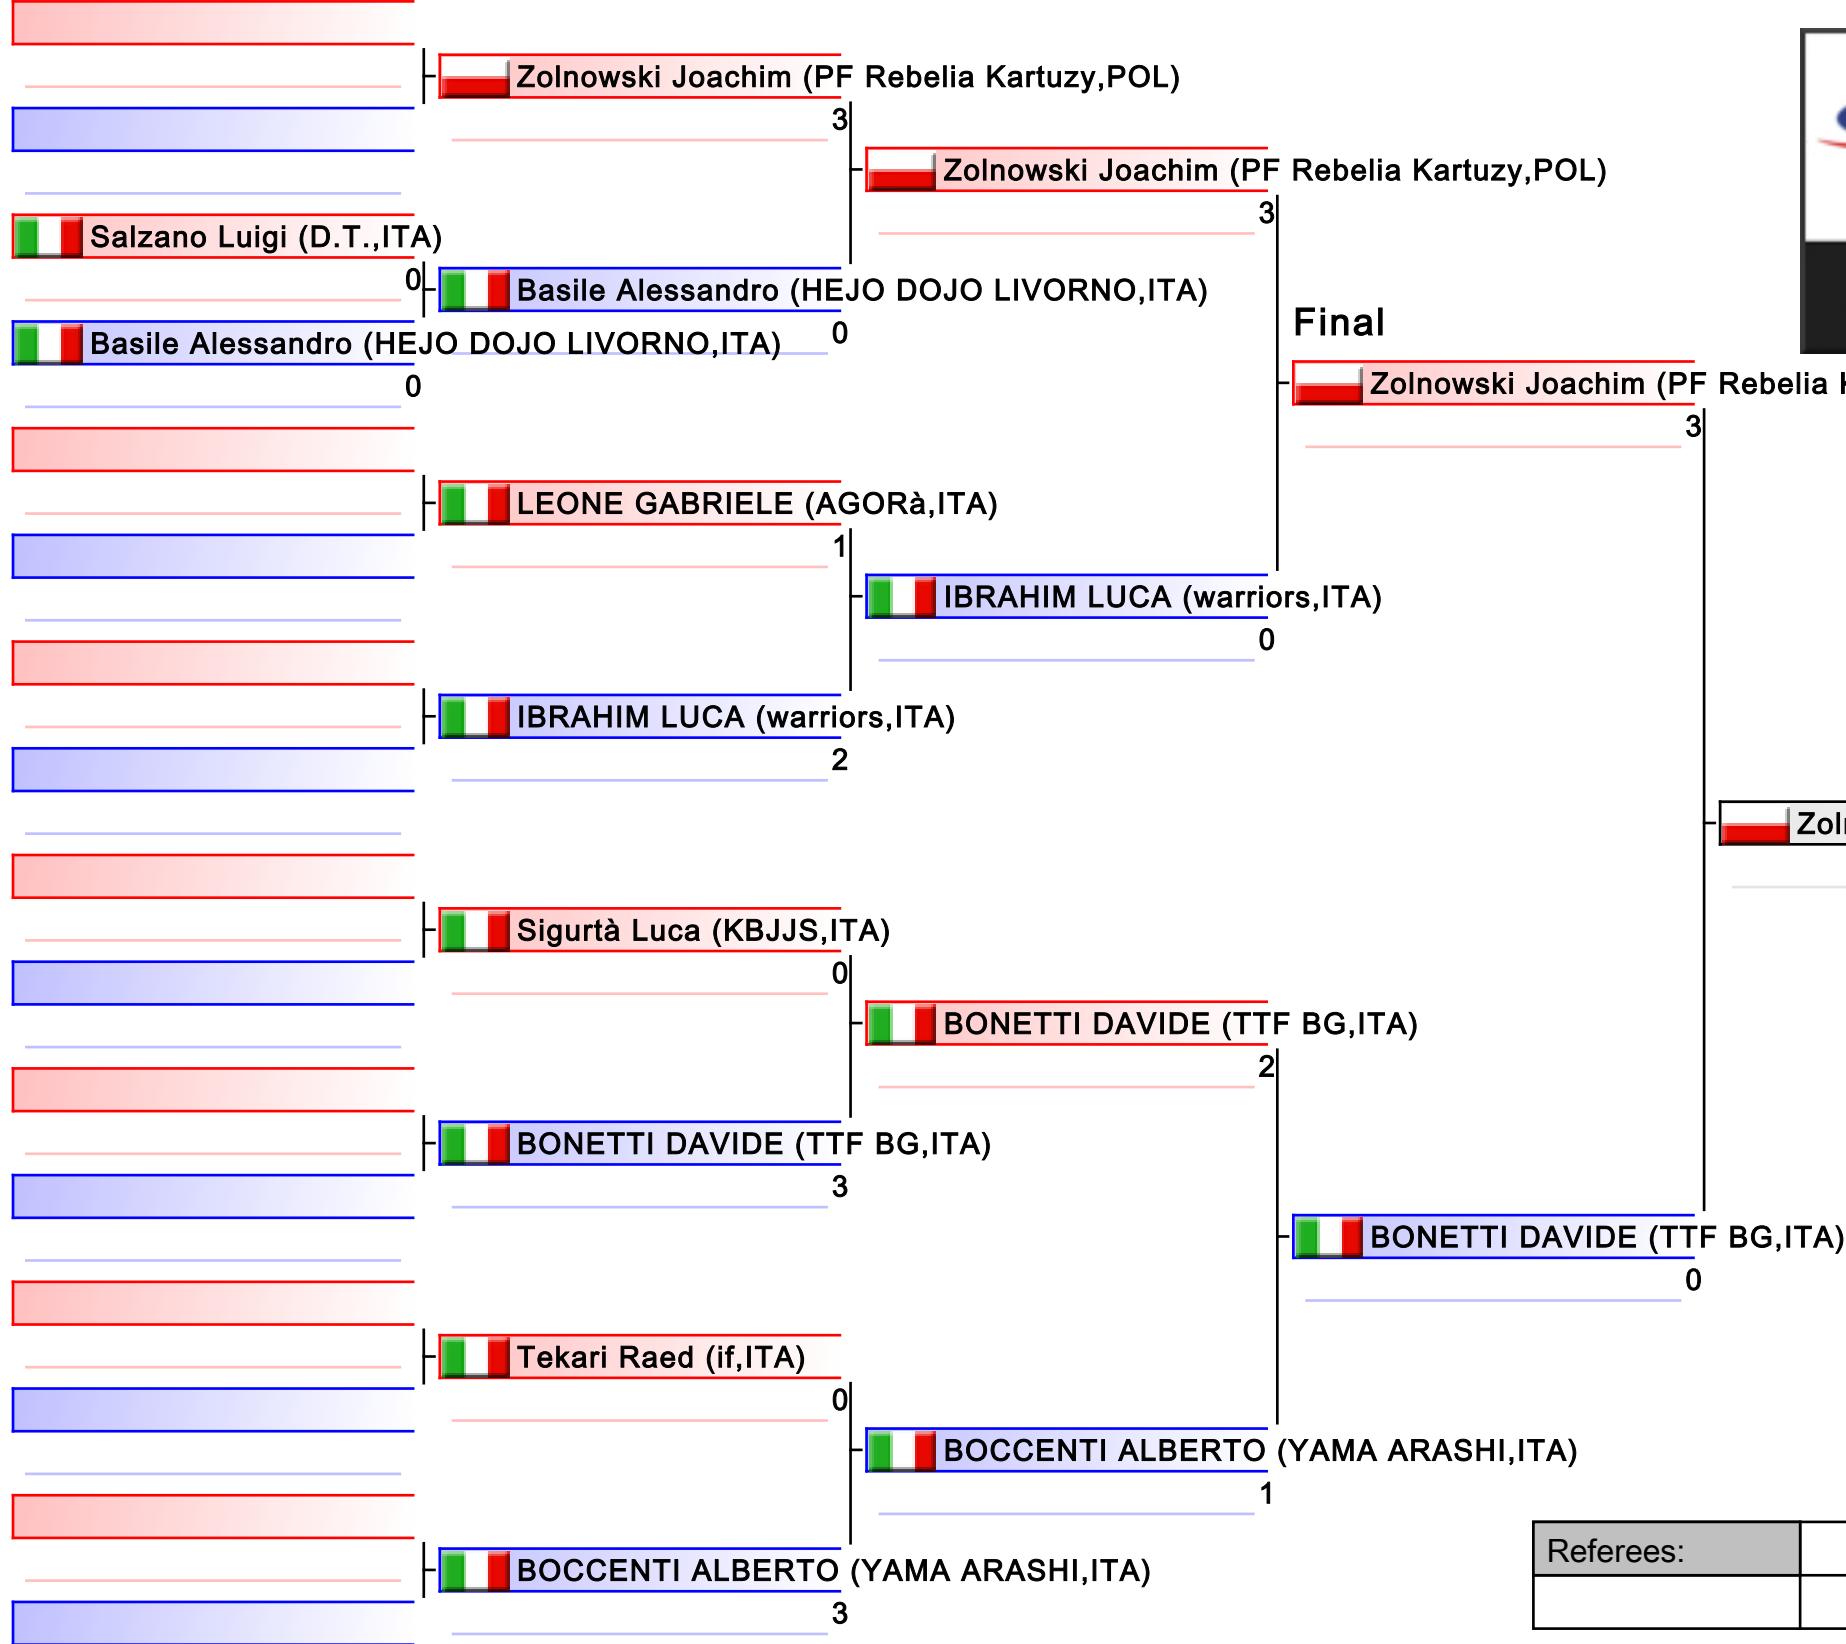 Zolnowski Joachim (PF Rebelia Kartuzy,POL)
3
Zolnowski Joachim (PF Rebelia Kartuzy,POL)
3
Salzano Luigi (D.T.,ITA)
0
Basile Alessandro (HEJO DOJO LIVORNO,ITA)
0
Basile Alessandro (HEJO DOJO LIVORNO,ITA)
0
Final
Zolnowski Joachim (PF Rebelia
3
LEONE GABRIELE (AGORà,ITA)
1
IBRAHIM LUCA (warriors,ITA)
0
IBRAHIM LUCA (warriors,ITA)
2
Sigurtà Luca (KBJJS,ITA)
0
BONETTI DAVIDE (TTF BG,ITA)
2
BONETTI DAVIDE (TTF BG,ITA)
3
BONETTI DAVIDE (TTF BG,ITA)
0
Tekari Raed (if,ITA)
0
BOCCENTI ALBERTO (YAMA ARASHI,ITA)
1
BOCCENTI ALBERTO (YAMA ARASHI,ITA)
3
Referees: